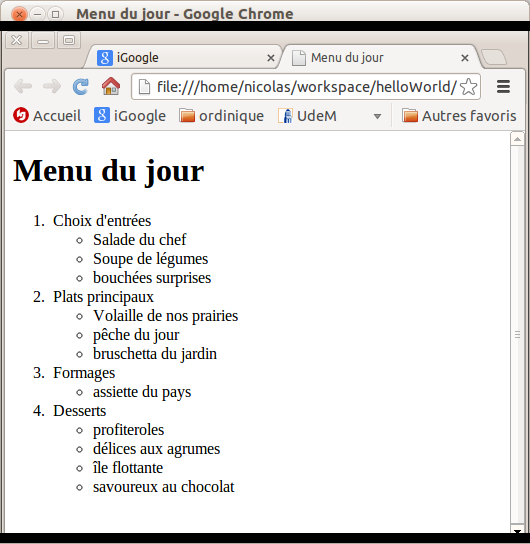 Menu du jour - Google Chrome
iGoogle Menu du jour
file:///home/nicolas/workspace/helloWorld/
Accueil iGoogle ordinique UdeM Autres favoris
Menu du jour
1. Choix d'entrées
Salade du chef
Soupe de légumes
bouchées surprises
2. Plats principaux
Volaille de nos prairies
pêche du jour
bruschetta du jardin
3. Formages
assiette du pays
4. Desserts
profiteroles
délices aux agrumes
île flottante
savoureux au chocolat